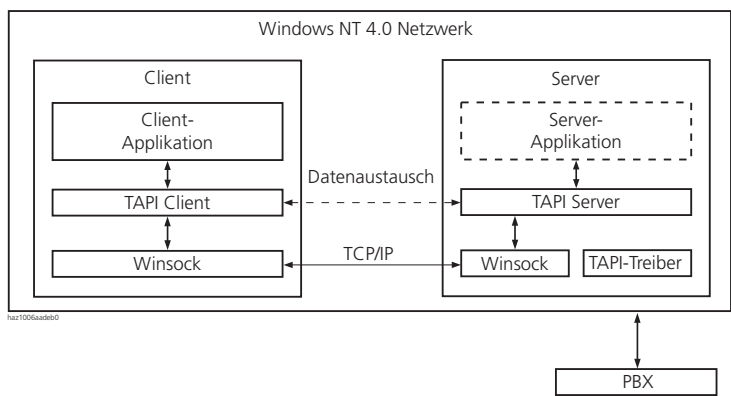 Windows NT 4.0 Netzwerk
Client
Server
Client-
Applikation
Server-
Applikation
Datenaustausch
TAPI Client
TAPI Server
TCP/IP
Winsock
Winsock
TAPI-Treiber
haz1006aadeb0
PBX